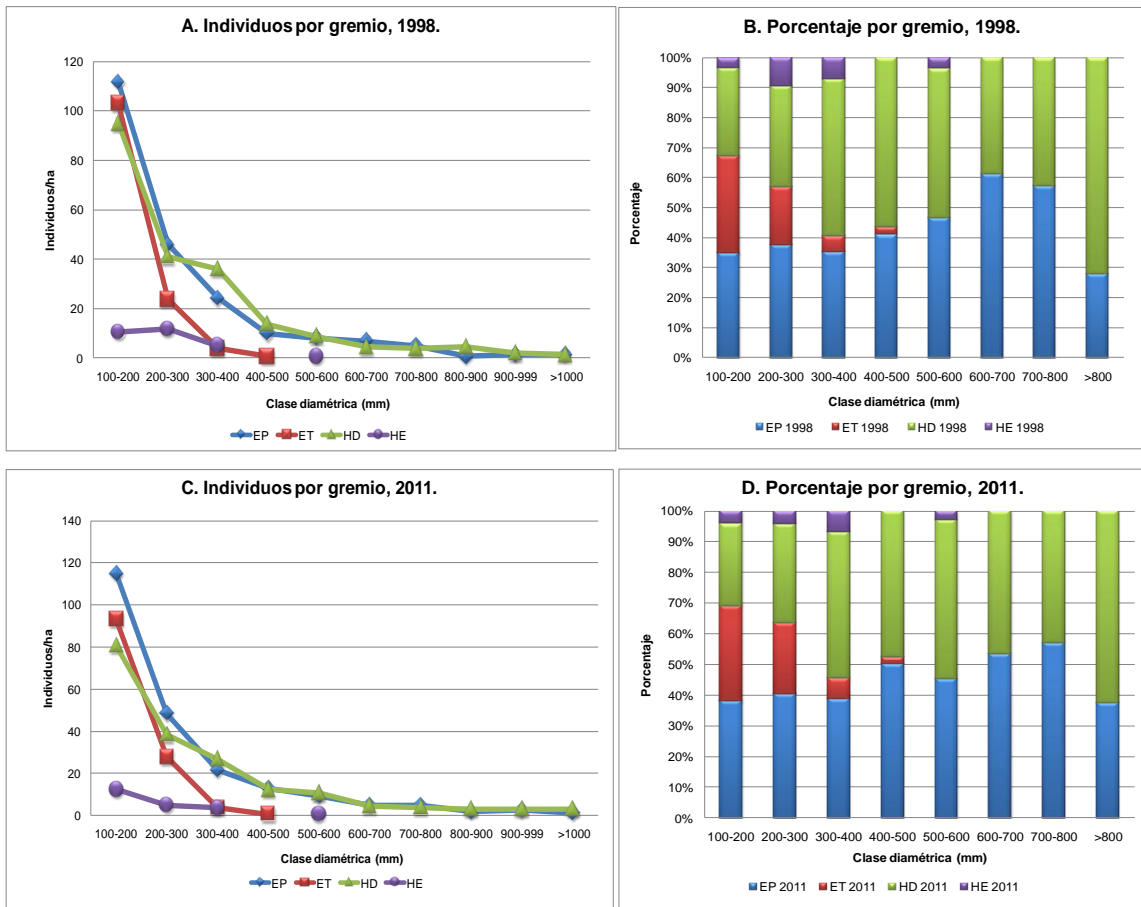 A. Individuos por gremio, 1998.
120
100
80
60
40
20
0
Individuos/ha
100-200 200-300 300-400 400-500 500-600 600-700 700-800 800-900 900-999 >1000
Clase diamétrica (mm)
EP ET HD HE
B. Porcentaje por gremio, 1998.
100%
90%
80%
70%
60%
50%
40%
30%
20%
10%
0%
Porcentaje
100-200 200-300 300-400 400-500 500-600 600-700 700-800 >800
Clase diamétrica (mm)
EP 1998 ET 1998 HD 1998 HE 1998
C. Individuos por gremio, 2011.
140
120
100
80
60
40
20
0
Individuos/ha
100-200 200-300 300-400 400-500 500-600 600-700 700-800 800-900 900-999 >1000
Clase diamétrica (mm)
EP ET HD HE
D. Porcentaje por gremio, 2011.
100%
90%
80%
70%
60%
50%
40%
30%
20%
10%
0%
Porcentaje
100-200 200-300 300-400 400-500 500-600 600-700 700-800 >800
Clase diamétrica (mm)
EP 2011 ET 2011 HD 2011 HE 2011